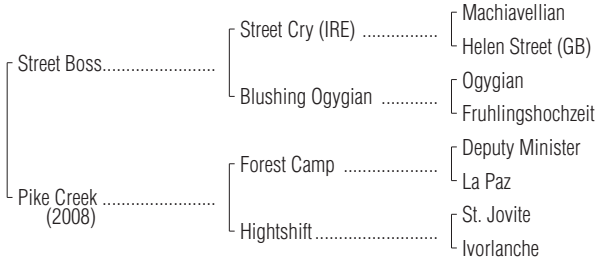 Machiavellian
Street Cry (IRE) ................
Helen Street (GB)
Street Boss........................
Ogygian
Blushing Ogygian ............
Fruhlingshochzeit
Deputy Minister
Forest Camp ....................
La Paz
Pike Creek ........................
(2008)
St. Jovite
Hightshift..........................
Ivorlanche